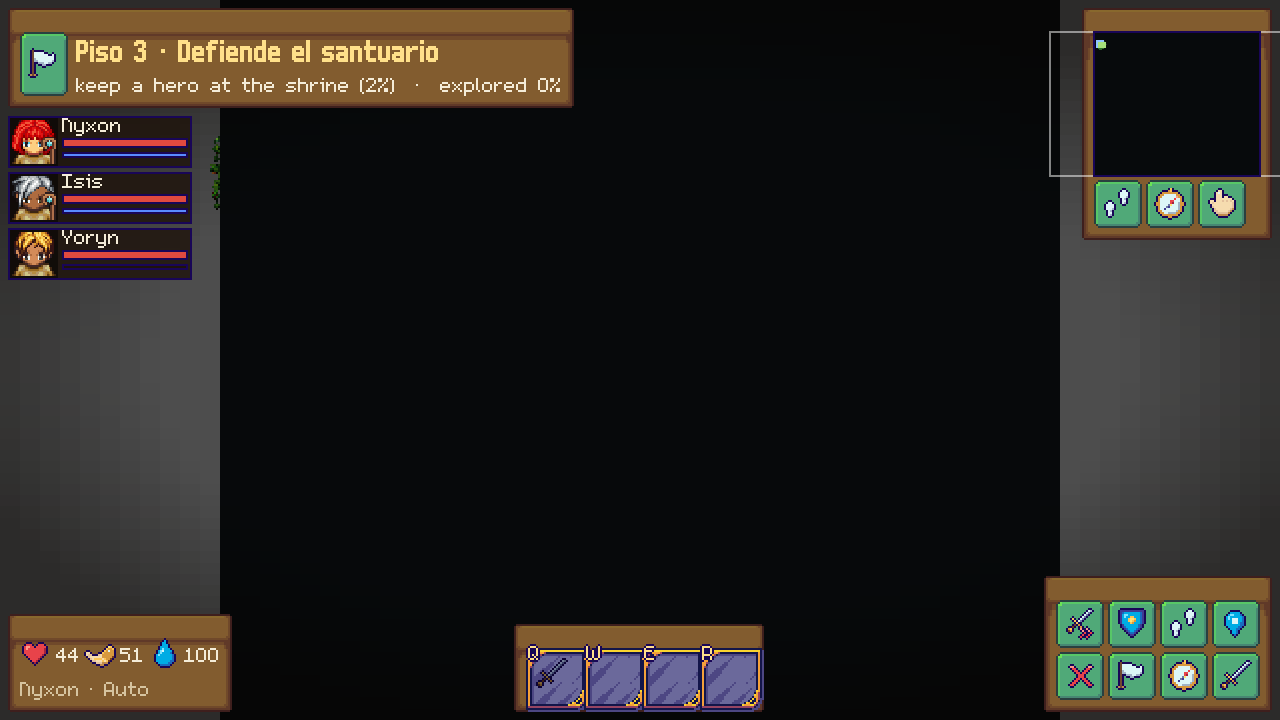 Piso 3 · Defiende el santuario
keep a hero at the shrine (2%) · explored 0%
Nyxon
Isis
Yoryn
44 51 100
Nyxon · Auto
Q W E R